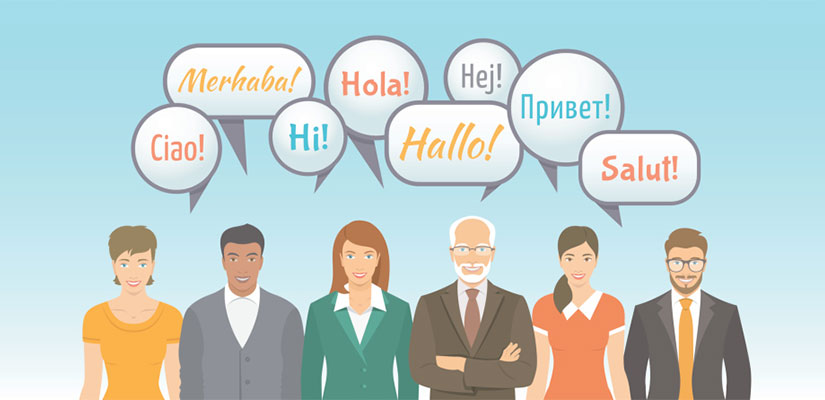 Merhaba!
Hola!
Hej!
Ciao!
Hi!
Hallo!
Привет!
Salut!